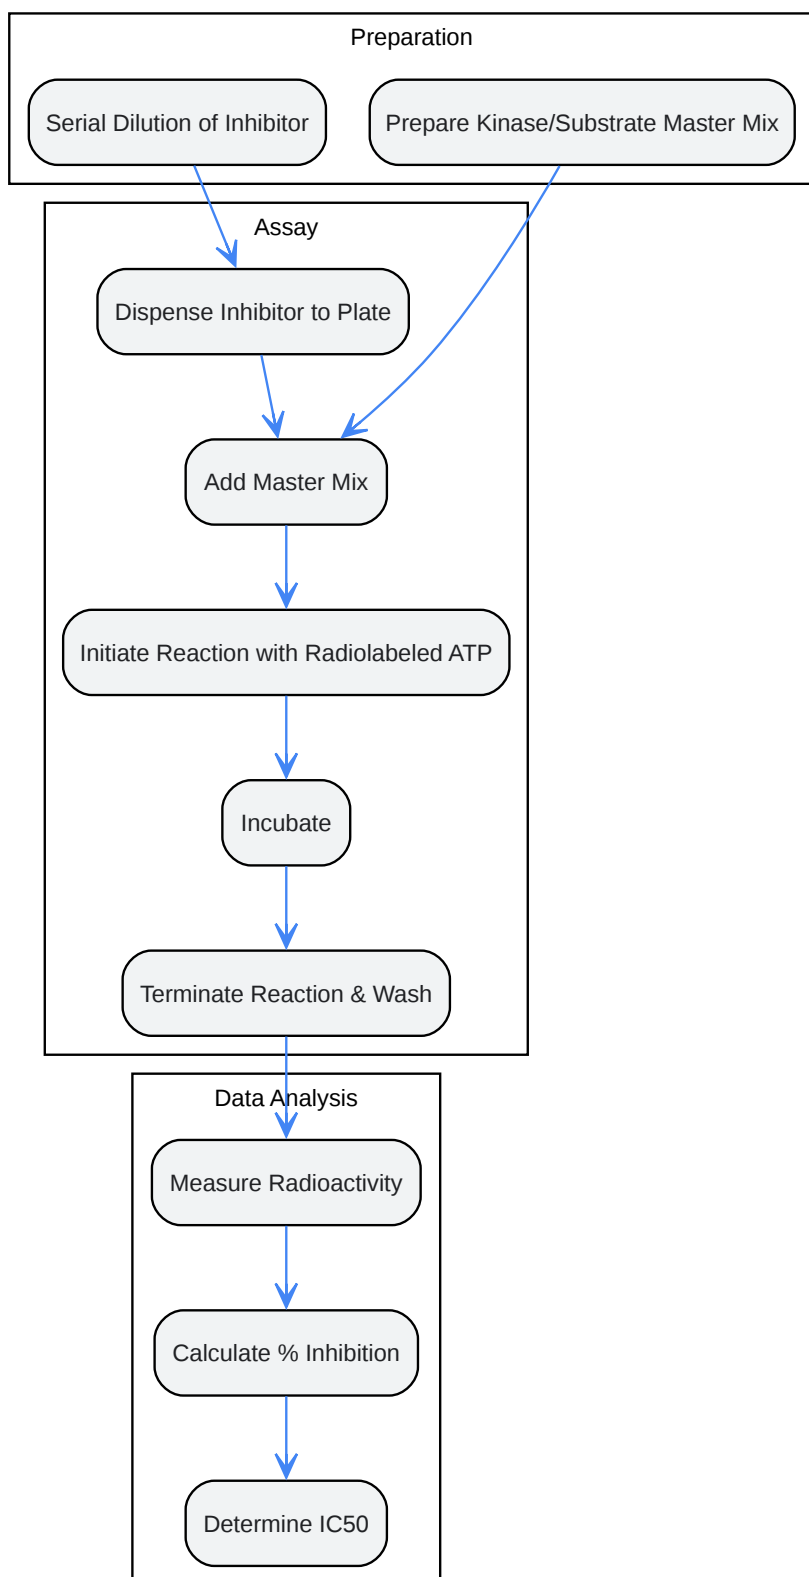 Preparation
Serial Dilution of Inhibitor
Prepare Kinase/Substrate Master Mix
Assay
Dispense Inhibitor to Plate
Add Master Mix
Initiate Reaction with Radiolabeled ATP
Incubate
Terminate Reaction & Wash
Data Analysis
Measure Radioactivity
Calculate % Inhibition
Determine IC50